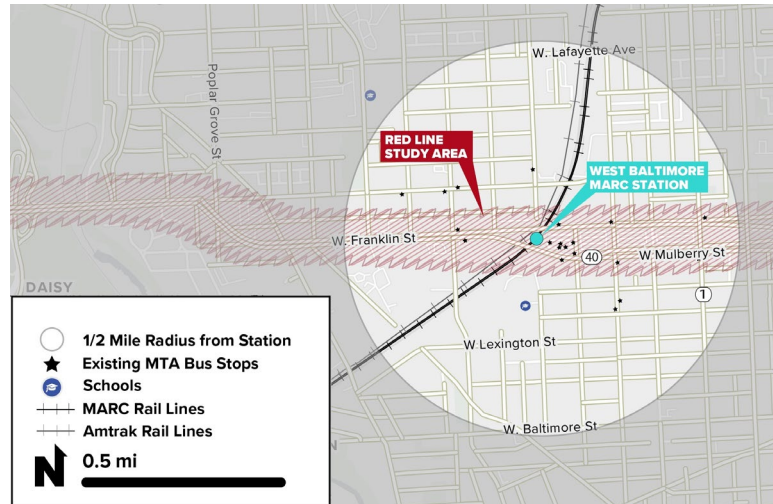 W. Lafayette Ave
Poplar Grove St
RED LINE
STUDY AREA
WEST BALTIMORE
MARC STATION
W. Franklin St
W. Mulberry St
40
1
DAISY
W. Lexington St
W. Baltimore St
1/2 Mile Radius from Station
Existing MTA Bus Stops
Schools
MARC Rail Lines
Amtrak Rail Lines
N
0.5 mi